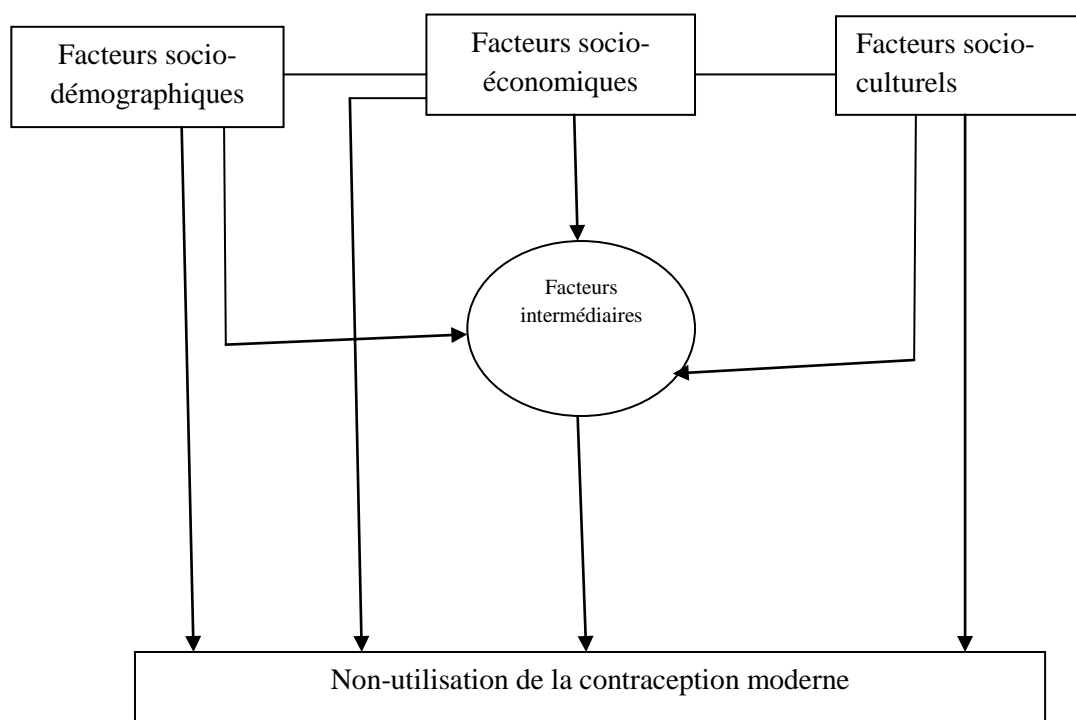 Facteurs socio-
démographiques
Facteurs socio-
économiques
Facteurs socio-
culturels
Facteurs
intermédiaires
Non-utilisation de la contraception moderne